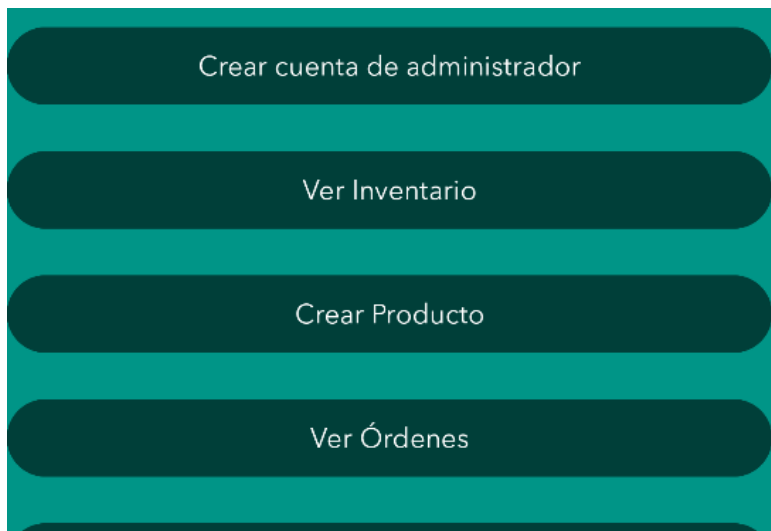 Crear cuenta de administrador
Ver Inventario
Crear Producto
Ver Órdenes